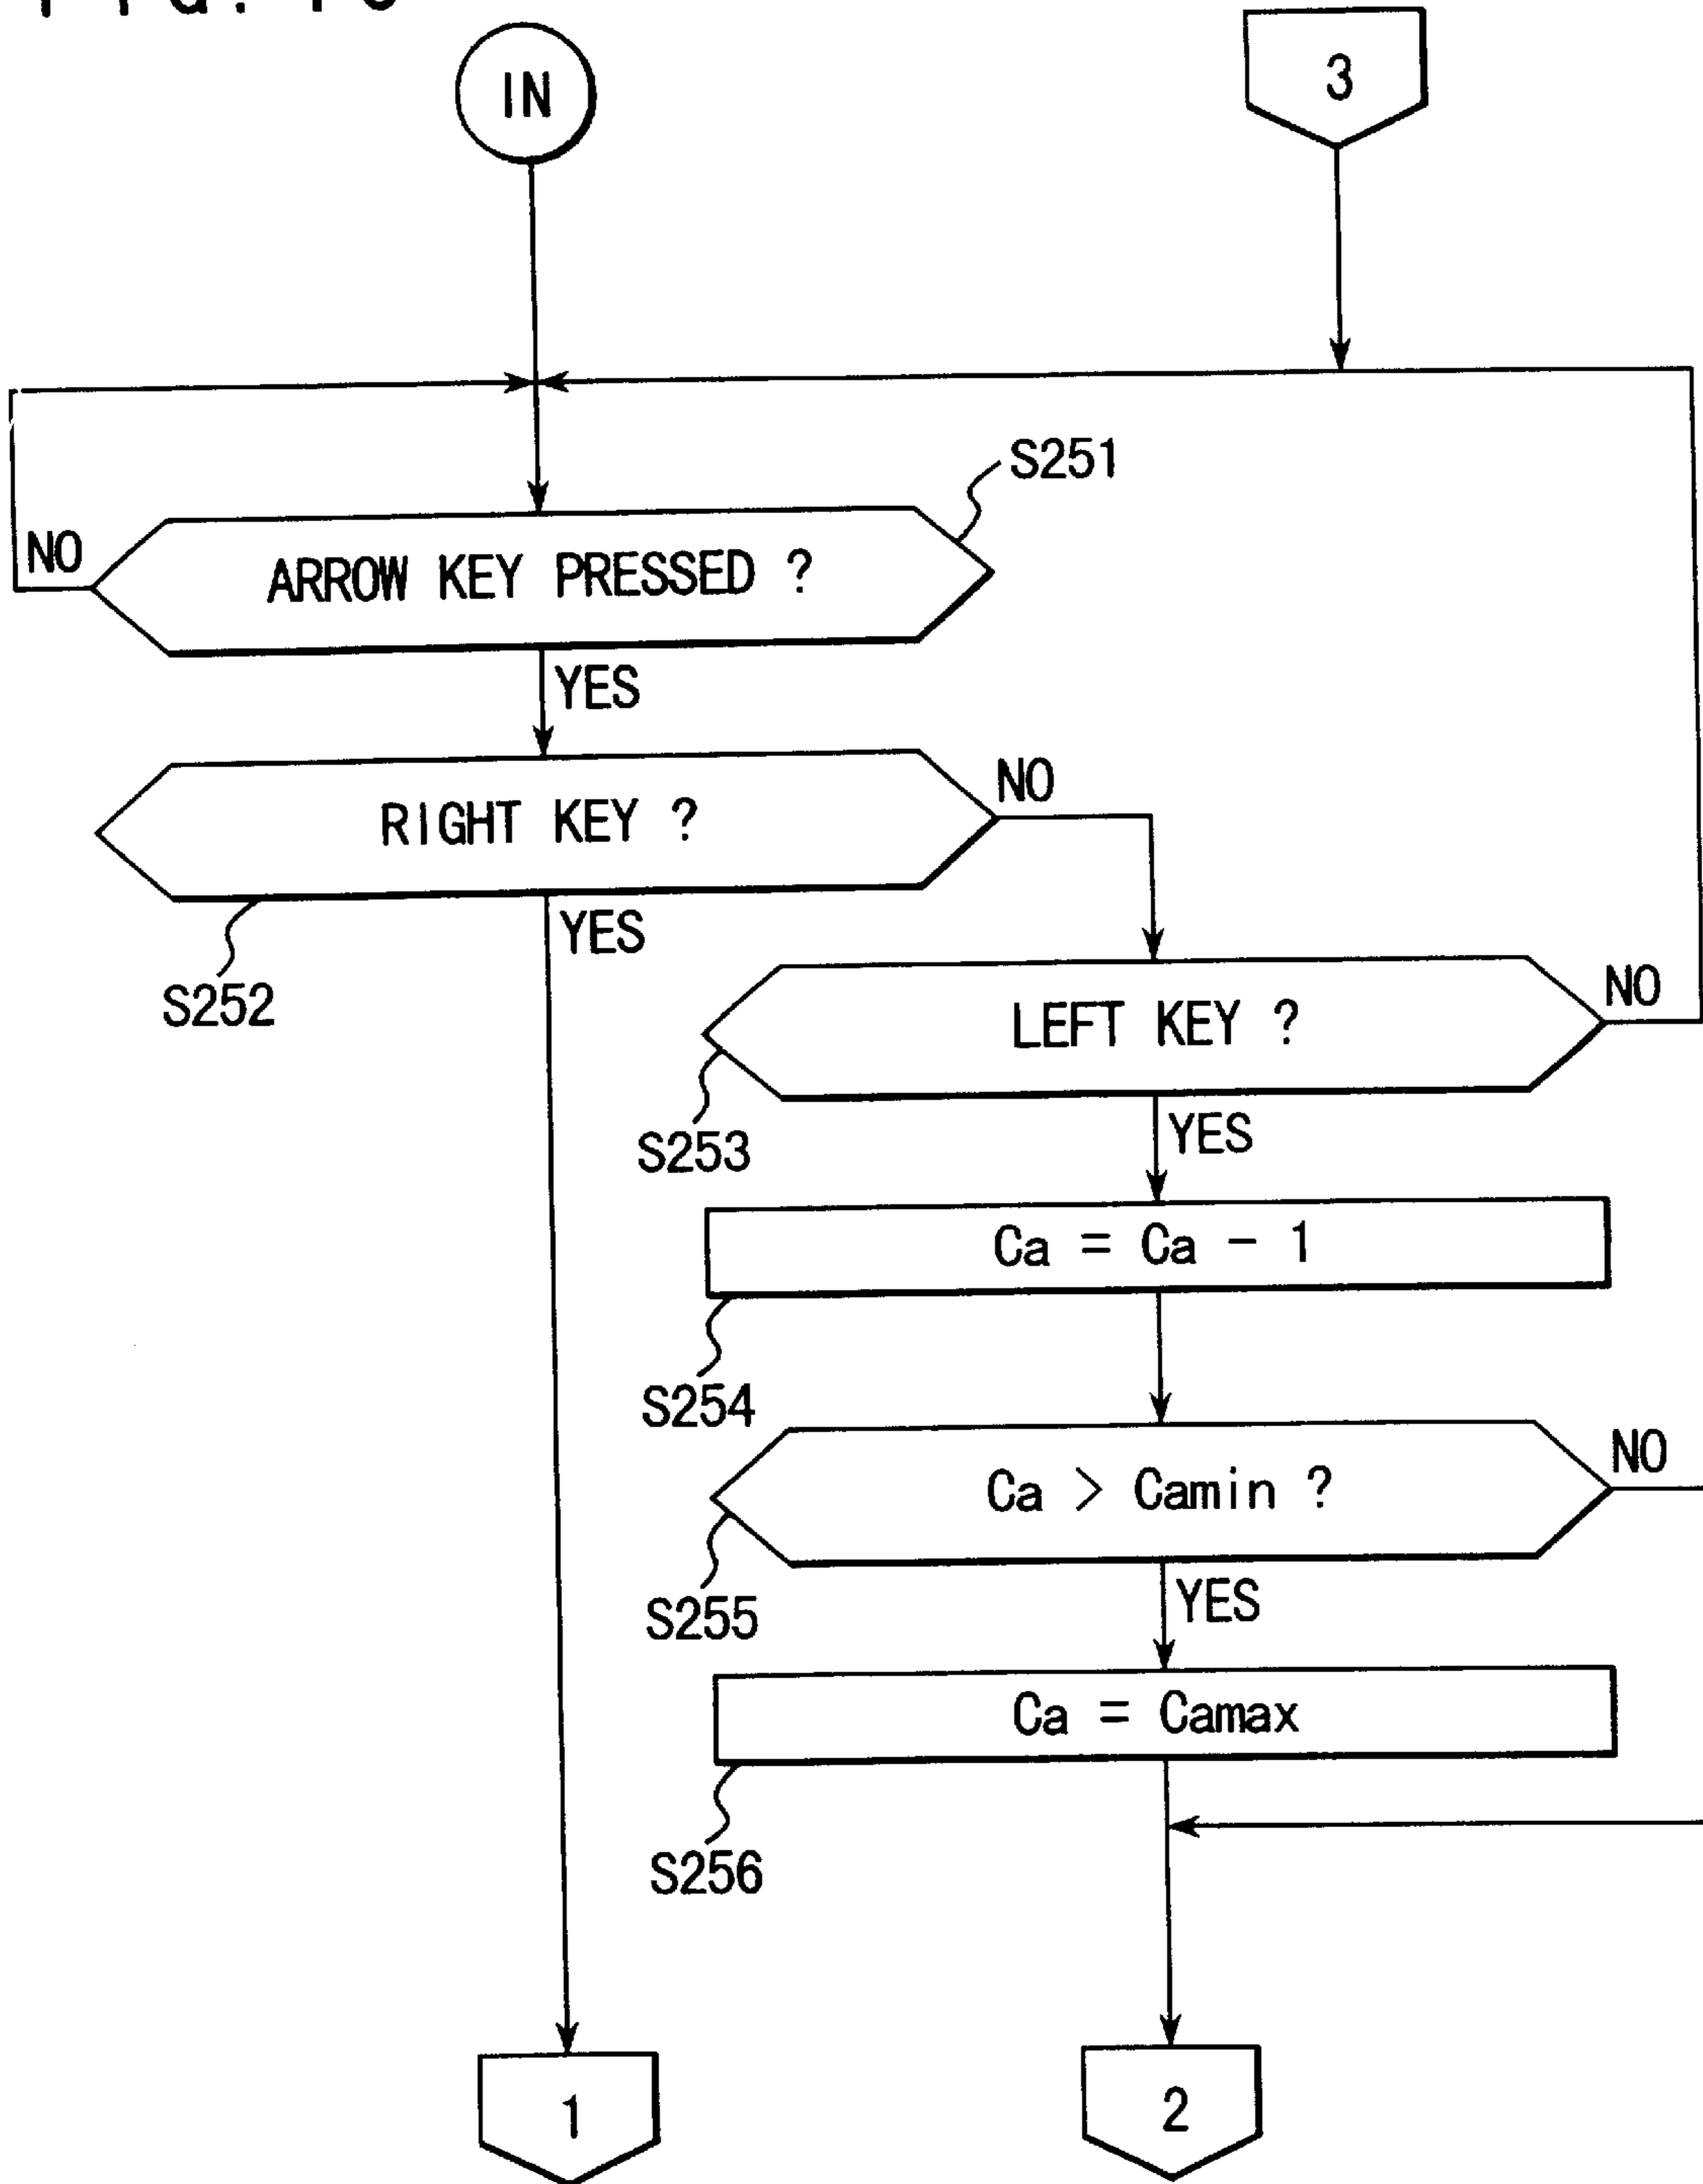 IN
3
S251
NO
ARROW KEY PRESSED ?
YES
RIGHT KEY ?
NO
YES
S252
LEFT KEY ?
NO
S253
YES
Ca = Ca - 1
S254
Ca > Camin ?
NO
S255
YES
Ca = Camax
S256
1
2